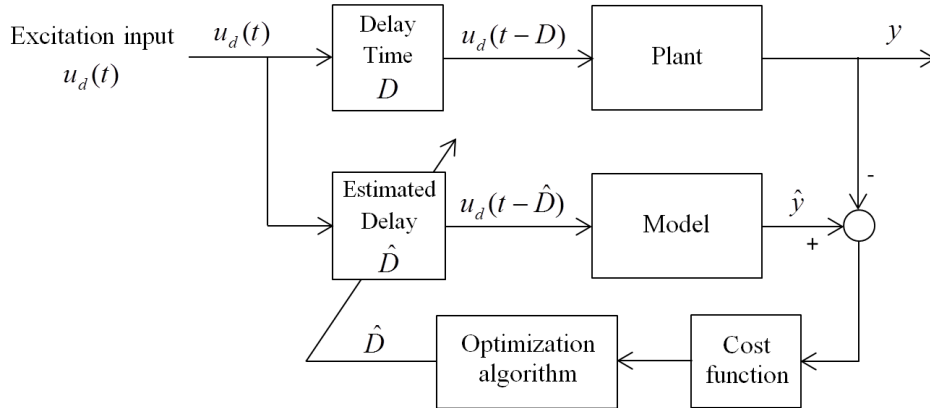 Excitation input
u_d(t)
u_d(t)
Delay
Time
D
u_d(t − D)
Plant
y
-
Estimated
Delay
D̂
u_d(t − D̂)
Model
ŷ
+
D̂
Optimization
algorithm
Cost
function